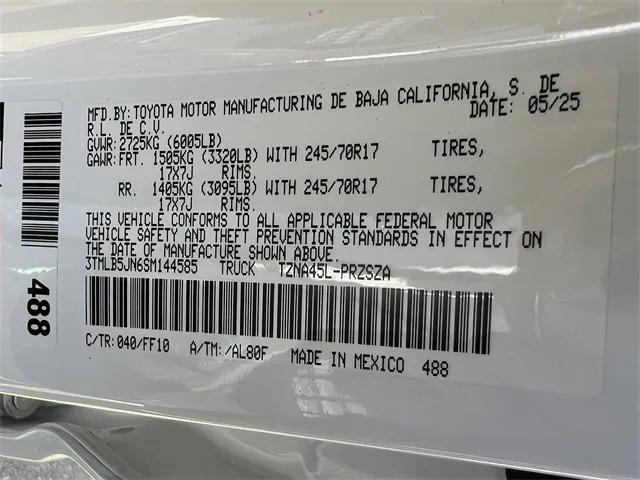 MFD.BY:TOYOTA MOTOR MANUFACTURING DE BAJA CALIFORNIA, S. DE
R.L. DE C.V. DATE: 05/25
GVWR:2725KG (6005LB)
GAWR:FRT. 1505KG (3320LB) WITH 245/70R17 TIRES,
17X7J RIMS.
RR. 1405KG (3095LB) WITH 245/70R17 TIRES,
17X7J RIMS.
THIS VEHICLE CONFORMS TO ALL APPLICABLE FEDERAL MOTOR
VEHICLE SAFETY AND THEFT PREVENTION STANDARDS IN EFFECT ON
THE DATE OF MANUFACTURE SHOWN ABOVE.
3TMLB5JN6SM144585 TRUCK TZNA45L-PRZSZA
C/TR:040/FF10 A/TM:/AL80F MADE IN MEXICO 488
488